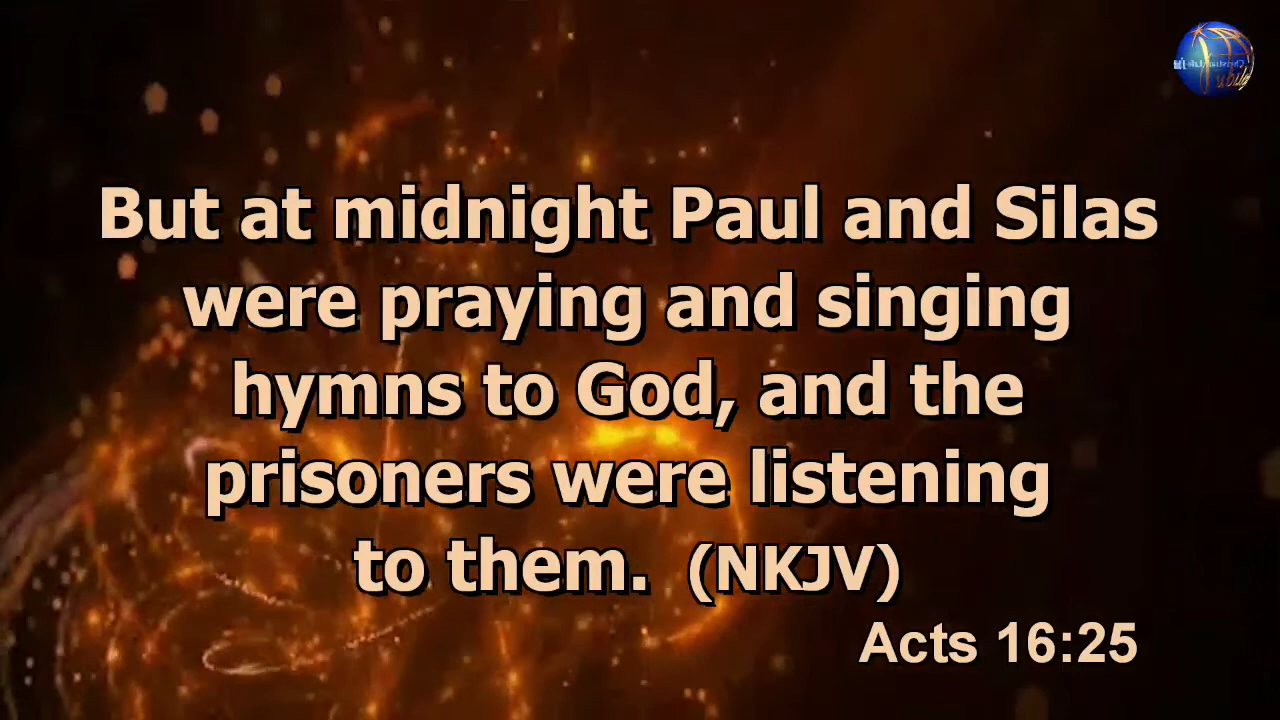 But at midnight Paul and Silas
were praying and singing
hymns to God, and the
prisoners were listening
to them. (NKJV)
Acts 16:25